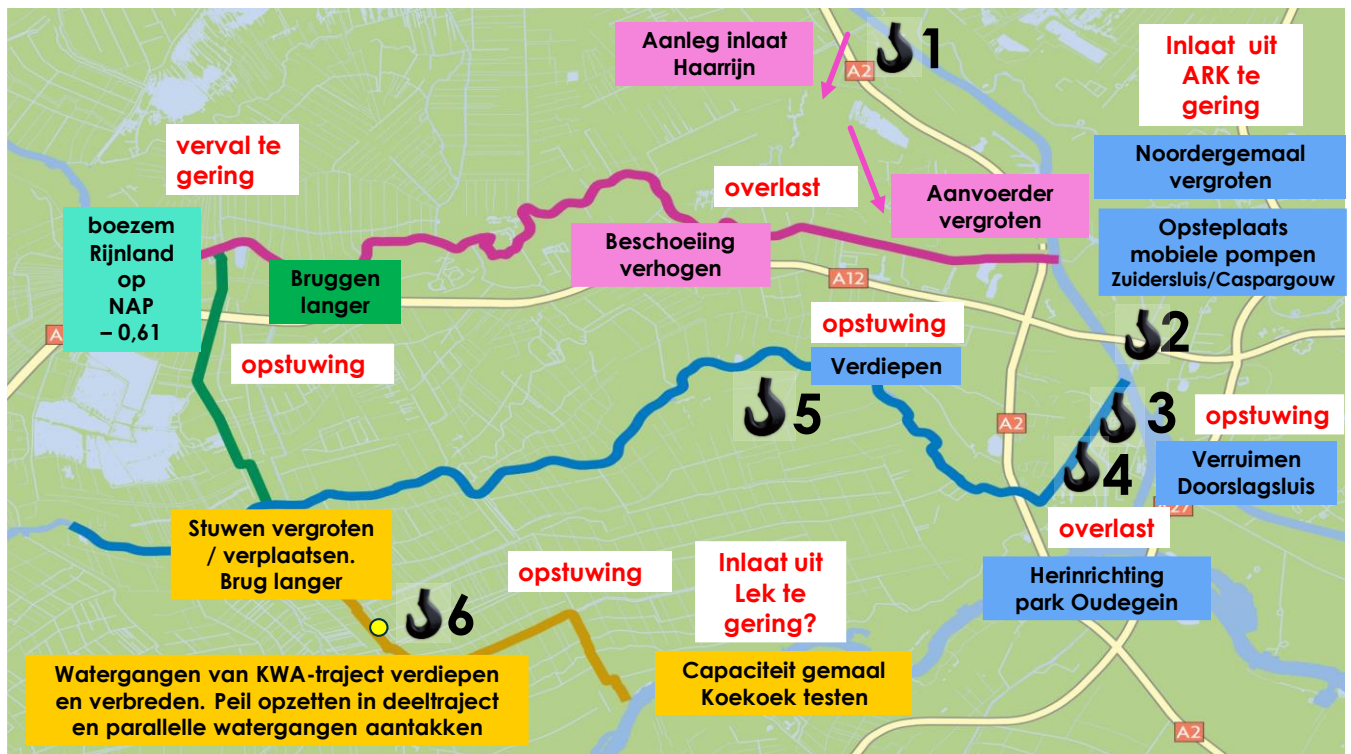 Aanleg inlaat
Haarrijn
1
A2
Inlaat uit
ARK te
gering
verval te
gering
overlast
Noordergemaal
vergroten
Aanvoerder
vergroten
boezem
Rijnland
op
NAP
– 0,61
Bruggen
langer
Beschoeiing
verhogen
Opsteplaats
mobiele pompen
Zuidersluis/Caspargouw
A12
A
opstuwing
opstuwing
Verdiepen
2
5
A2
3
opstuwing
4
Verruimen
Doorslagsluis
27
Stuwen vergroten
/ verplaatsen.
Brug langer
overlast
opstuwing
Inlaat uit
Lek te
gering?
Herinrichting
park Oudegein
6
Watergangen van KWA-traject verdiepen
en verbreden. Peil opzetten in deeltraject
en parallelle watergangen aantakken
Capaciteit gemaal
Koekoek testen
A2